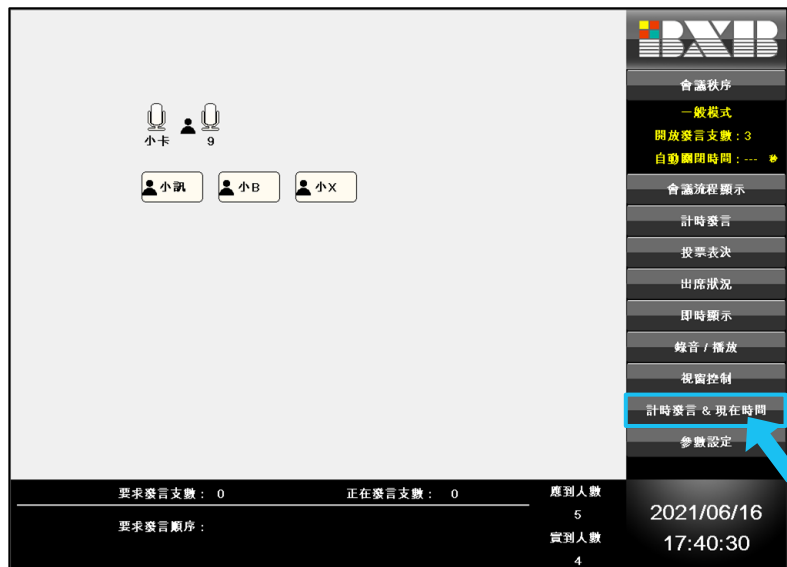 BXB
會議秩序
一般模式
開放發言支數：3
自動關閉時間：--- 秒
會議流程顯示
計時發言
投票表決
出席狀況
即時顯示
錄音 / 播放
視窗控制
計時發言 & 現在時間
參數設定
小卡 9
小訊 小B 小X
要求發言支數： 0 正在發言支數： 0
要求發言順序：
應到人數
5
實到人數
4
2021/06/16
17:40:30